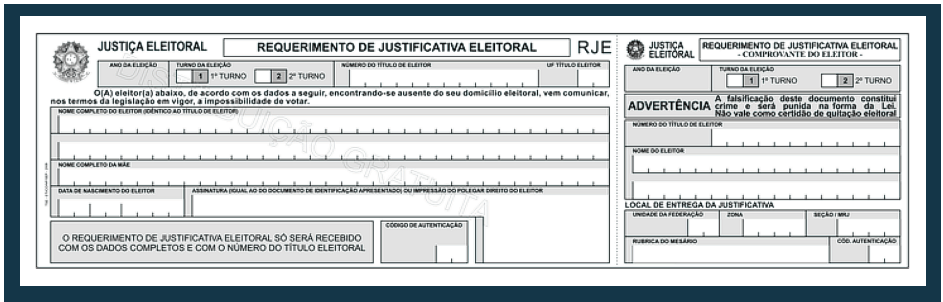 JUSTIÇA ELEITORAL
REQUERIMENTO DE JUSTIFICATIVA ELEITORAL
RJE
ANO DA ELEIÇÃO
TURNO DA ELEIÇÃO
1 1º TURNO
2 2º TURNO
NÚMERO DO TÍTULO DE ELEITOR
UF TÍTULO ELEITOR
O(A) eleitor(a) abaixo, de acordo com os dados a seguir, encontrando-se ausente do seu domicílio eleitoral, vem comunicar,
nos termos da legislação em vigor, a impossibilidade de votar.
NOME COMPLETO DO ELEITOR (IDÊNTICO AO TÍTULO DE ELEITOR)
NOME COMPLETO DA MÃE
DATA DE NASCIMENTO DO ELEITOR
ASSINATURA (IGUAL AO DO DOCUMENTO DE IDENTIFICAÇÃO APRESENTADO) OU IMPRESSÃO DO POLEGAR DIREITO DO ELEITOR
O REQUERIMENTO DE JUSTIFICATIVA ELEITORAL SÓ SERÁ RECEBIDO
COM OS DADOS COMPLETOS E COM O NÚMERO DO TÍTULO ELEITORAL
CÓDIGO DE AUTENTICAÇÃO
DISTRIBUIÇÃO GRATUITA
JUSTIÇA
ELEITORAL
REQUERIMENTO DE JUSTIFICATIVA ELEITORAL
- COMPROVANTE DO ELEITOR -
ANO DA ELEIÇÃO
TURNO DA ELEIÇÃO
1 1º TURNO
2 2º TURNO
ADVERTÊNCIA
A falsificação deste documento constitui
crime e será punida na forma da Lei.
Não vale como certidão de quitação eleitoral
NÚMERO DO TÍTULO DE ELEITOR
NOME DO ELEITOR
LOCAL DE ENTREGA DA JUSTIFICATIVA
UNIDADE DA FEDERAÇÃO
ZONA
SEÇÃO / MRJ
RUBRICA DO MESÁRIO
CÓD. AUTENTICAÇÃO